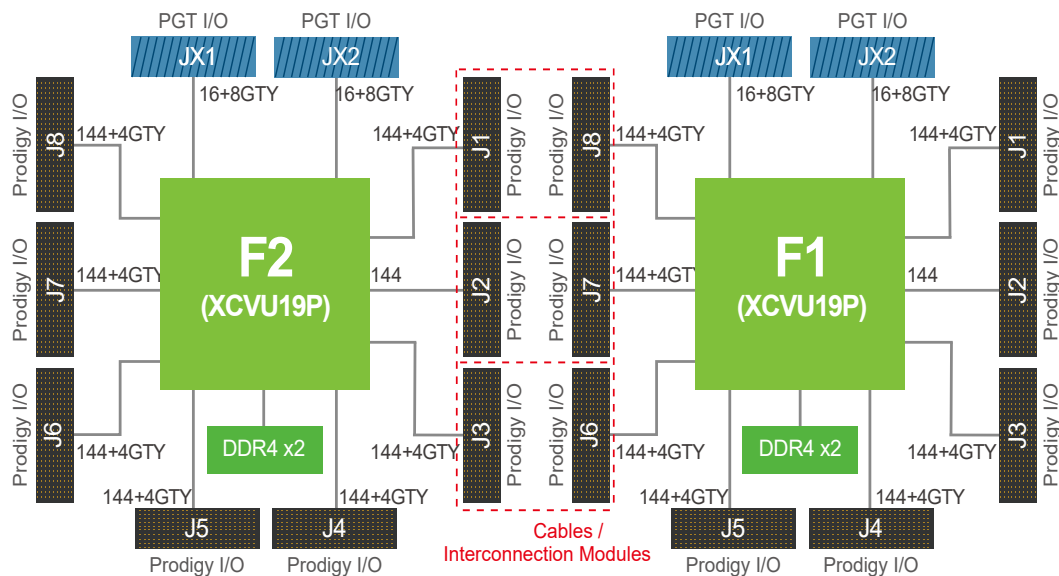 PGT I/O
PGT I/O
PGT I/O
PGT I/O
JX1
JX2
JX1
JX2
16+8GTY
16+8GTY
16+8GTY
16+8GTY
Prodigy I/O
J8
144+4GTY
144+4GTY
J1
Prodigy I/O
Prodigy I/O
J8
144+4GTY
144+4GTY
J1
Prodigy I/O
F2
(XCVU19P)
F1
(XCVU19P)
Prodigy I/O
J7
144+4GTY
144
J2
Prodigy I/O
Prodigy I/O
J7
144+4GTY
144
J2
Prodigy I/O
Prodigy I/O
J6
144+4GTY
144+4GTY
J3
Prodigy I/O
Prodigy I/O
J6
144+4GTY
144+4GTY
J3
Prodigy I/O
DDR4 x2
DDR4 x2
144+4GTY
144+4GTY
144+4GTY
144+4GTY
J5
J4
J5
J4
Prodigy I/O
Prodigy I/O
Cables /
Interconnection Modules
Prodigy I/O
Prodigy I/O